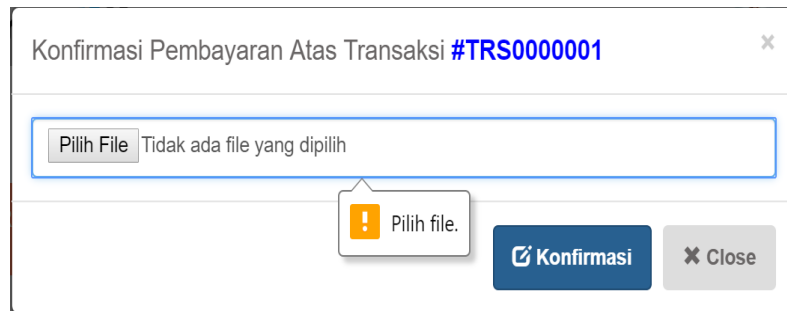 Konfirmasi Pembayaran Atas Transaksi #TRS0000001 ×
Pilih File Tidak ada file yang dipilih
! Pilih file.
Konfirmasi ✖ Close